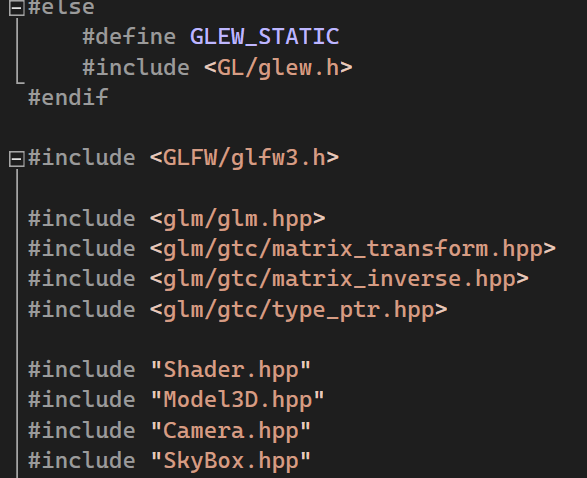 #else
#define GLEW_STATIC
#include <GL/glew.h>
#endif
#include <GLFW/glfw3.h>
#include <glm/glm.hpp>
#include <glm/gtc/matrix_transform.hpp>
#include <glm/gtc/matrix_inverse.hpp>
#include <glm/gtc/type_ptr.hpp>
#include "Shader.hpp"
#include "Model3D.hpp"
#include "Camera.hpp"
#include "SkyBox.hpp"